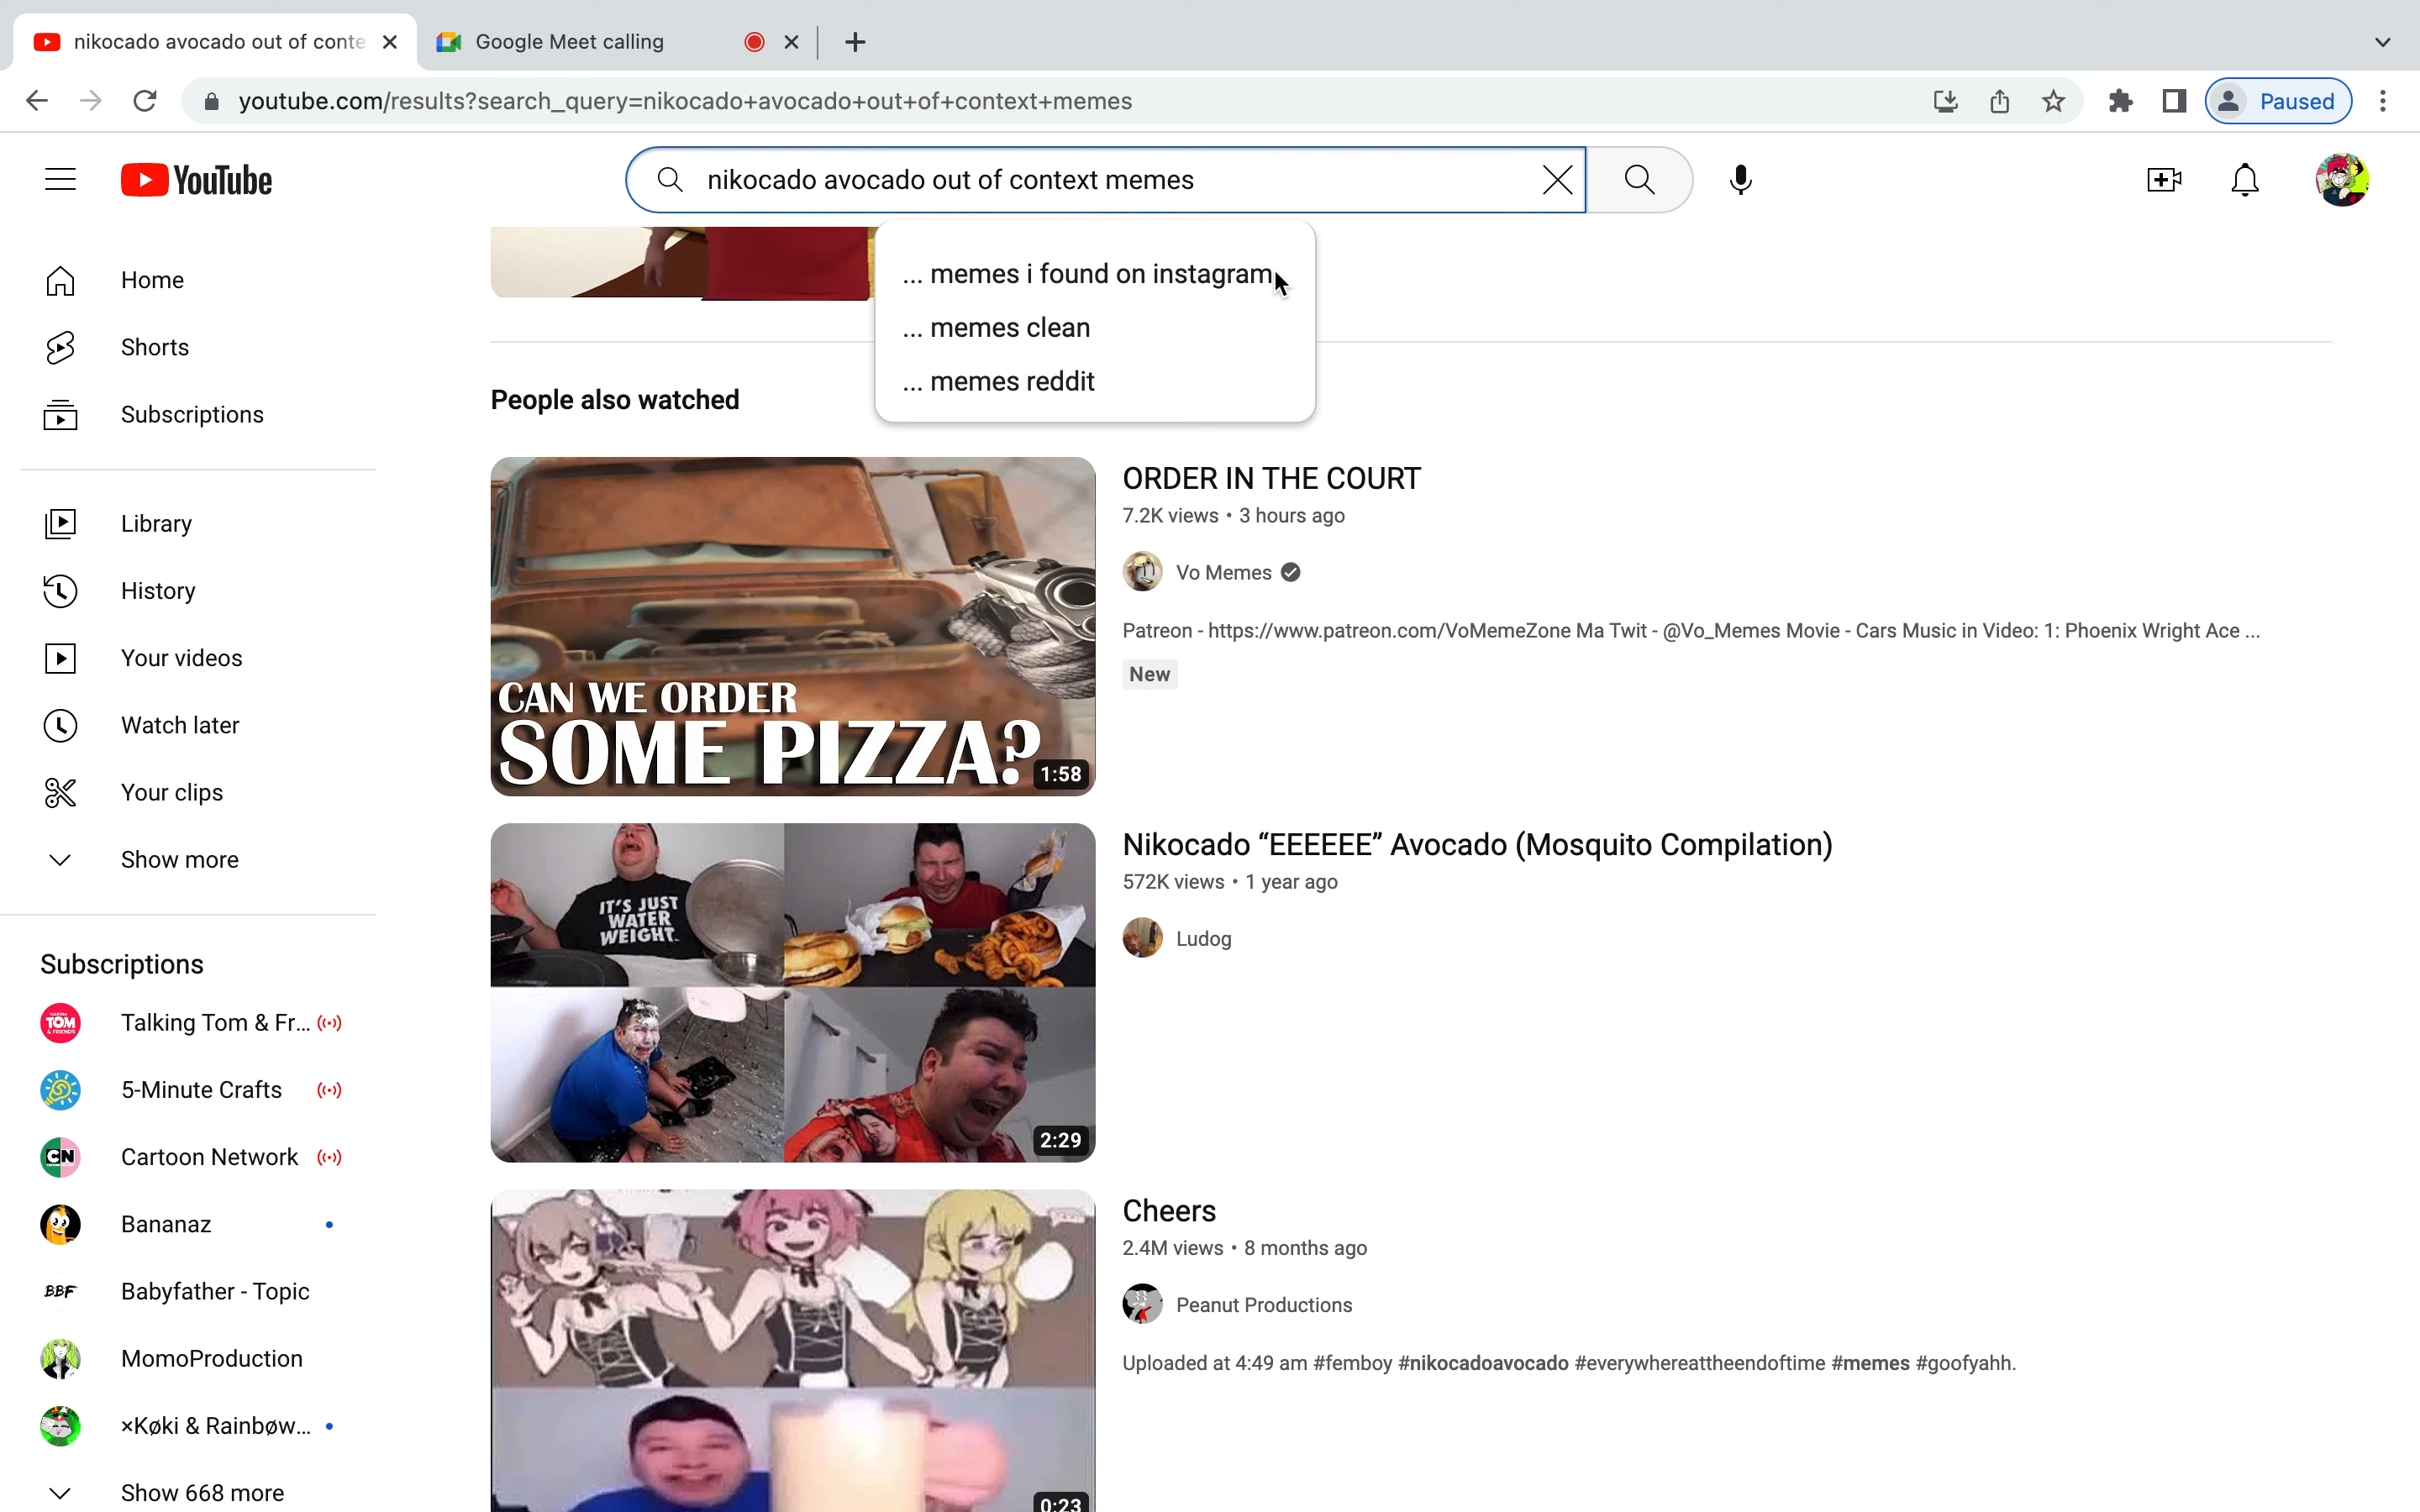 nikocado avocado out of conte
Google Meet calling
youtube.com/results?search_query=nikocado+avocado+out+of+context+memes
Paused
YouTube
nikocado avocado out of context memes
... memes i found on instagram
... memes clean
... memes reddit
Home
Shorts
Subscriptions
Library
History
Your videos
Watch later
Your clips
Show more
Subscriptions
TOM
Talking Tom & Fr...
5-Minute Crafts
CN
Cartoon Network
Bananaz
BBF
Babyfather - Topic
MomoProduction
×Køki & Rainbøw...
Show 668 more
People also watched
CAN WE ORDER
SOME PIZZA?
1:58
ORDER IN THE COURT
7.2K views • 3 hours ago
Vo Memes
Patreon - https://www.patreon.com/VoMemeZone Ma Twit - @Vo_Memes Movie - Cars Music in Video: 1: Phoenix Wright Ace ...
New
IT'S JUST
WATER
WEIGHT.
2:29
Nikocado “EEEEEE” Avocado (Mosquito Compilation)
572K views • 1 year ago
Ludog
0:23
Cheers
2.4M views • 8 months ago
Peanut Productions
Uploaded at 4:49 am #femboy #nikocadoavocado #everywhereattheendoftime #memes #goofyahh.